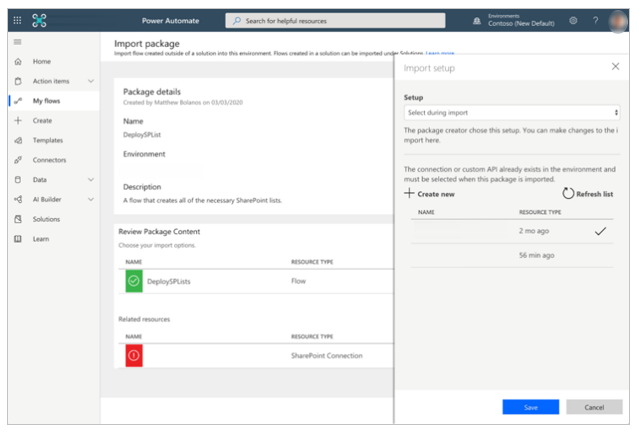 Power Automate
Search for helpful resources
Environments
Contoso (New Default)
?
Home
Action items
My flows
Create
Templates
Connectors
Data
AI Builder
Solutions
Learn
Import package
Import flow created outside of a solution into this environment. Flows created in a solution can be imported under Solutions. Learn more
Package details
Created by Matthew Bolanos on 03/03/2020
Name
DeploySPList
Environment
Description
A flow that creates all of the necessary SharePoint lists.
Review Package Content
Choose your import options.
NAME RESOURCE TYPE
DeploySPLists Flow
Related resources
NAME RESOURCE TYPE
SharePoint Connection
Import setup
Setup
Select during import
The package creator chose this setup. You can make changes to the i
mport here.
The connection or custom API already exists in the environment and
must be selected when this package is imported.
Create new Refresh list
NAME RESOURCE TYPE
2 mo ago
56 min ago
Save Cancel